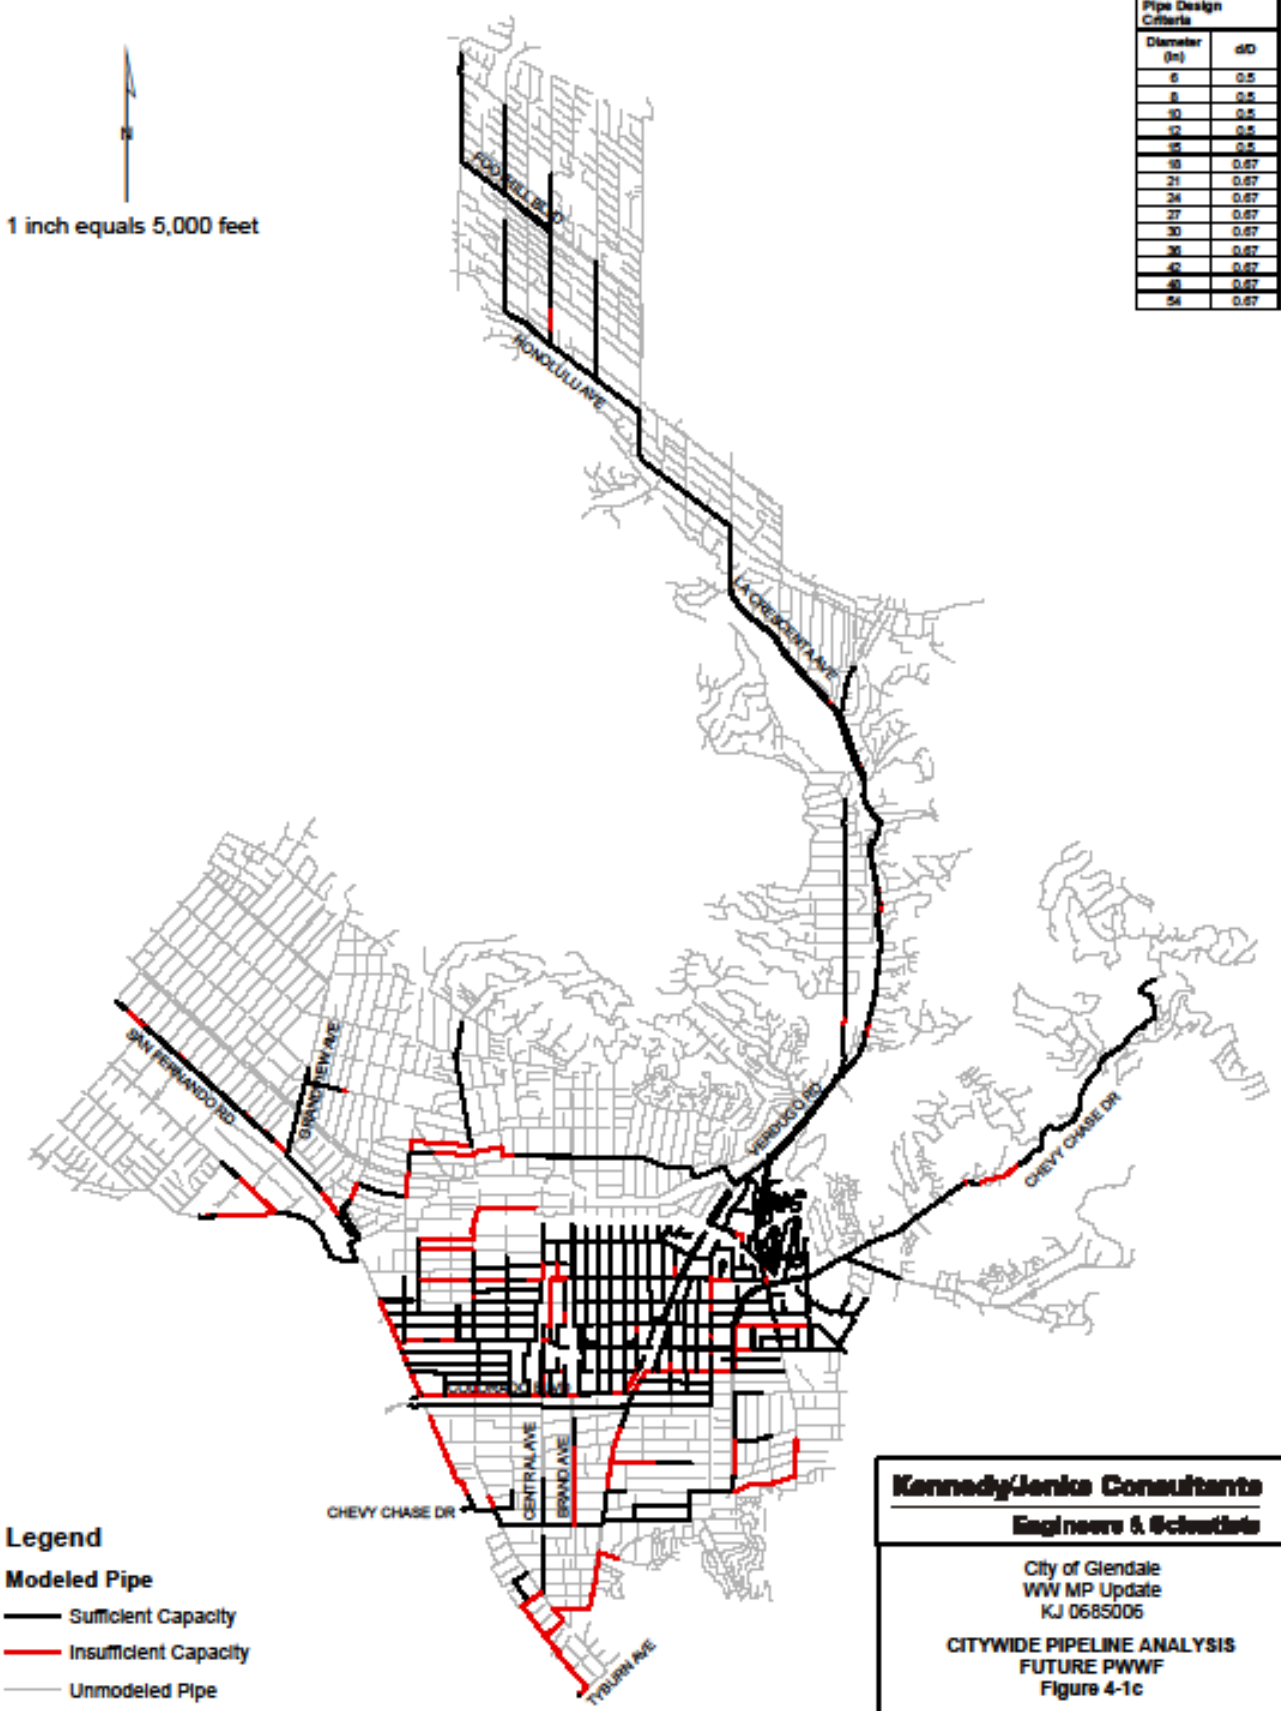 Pipe Design
Criteria
Diameter
(in)
d/D
6 0.5
8 0.5
10 0.5
12 0.5
15 0.5
18 0.67
21 0.67
24 0.67
27 0.67
30 0.67
36 0.67
42 0.67
48 0.67
54 0.67
N
1 inch equals 5,000 feet
FOOTHILL BLVD
HONOLULU AVE
LA CRESCENTA AVE
SAN FERNANDO RD
GRANDVIEW AVE
VERDUGO RD
CHEVY CHASE DR
COLORADO BLVD
CENTRAL AVE
BRAND AVE
CHEVY CHASE DR
TYBURN AVE
Legend
Modeled Pipe
Sufficient Capacity
Insufficient Capacity
Unmodeled Pipe
Kennedy/Jenks Consultants
Engineers & Scientists
City of Glendale
WW MP Update
KJ 0685006
CITYWIDE PIPELINE ANALYSIS
FUTURE PWWF
Figure 4-1c